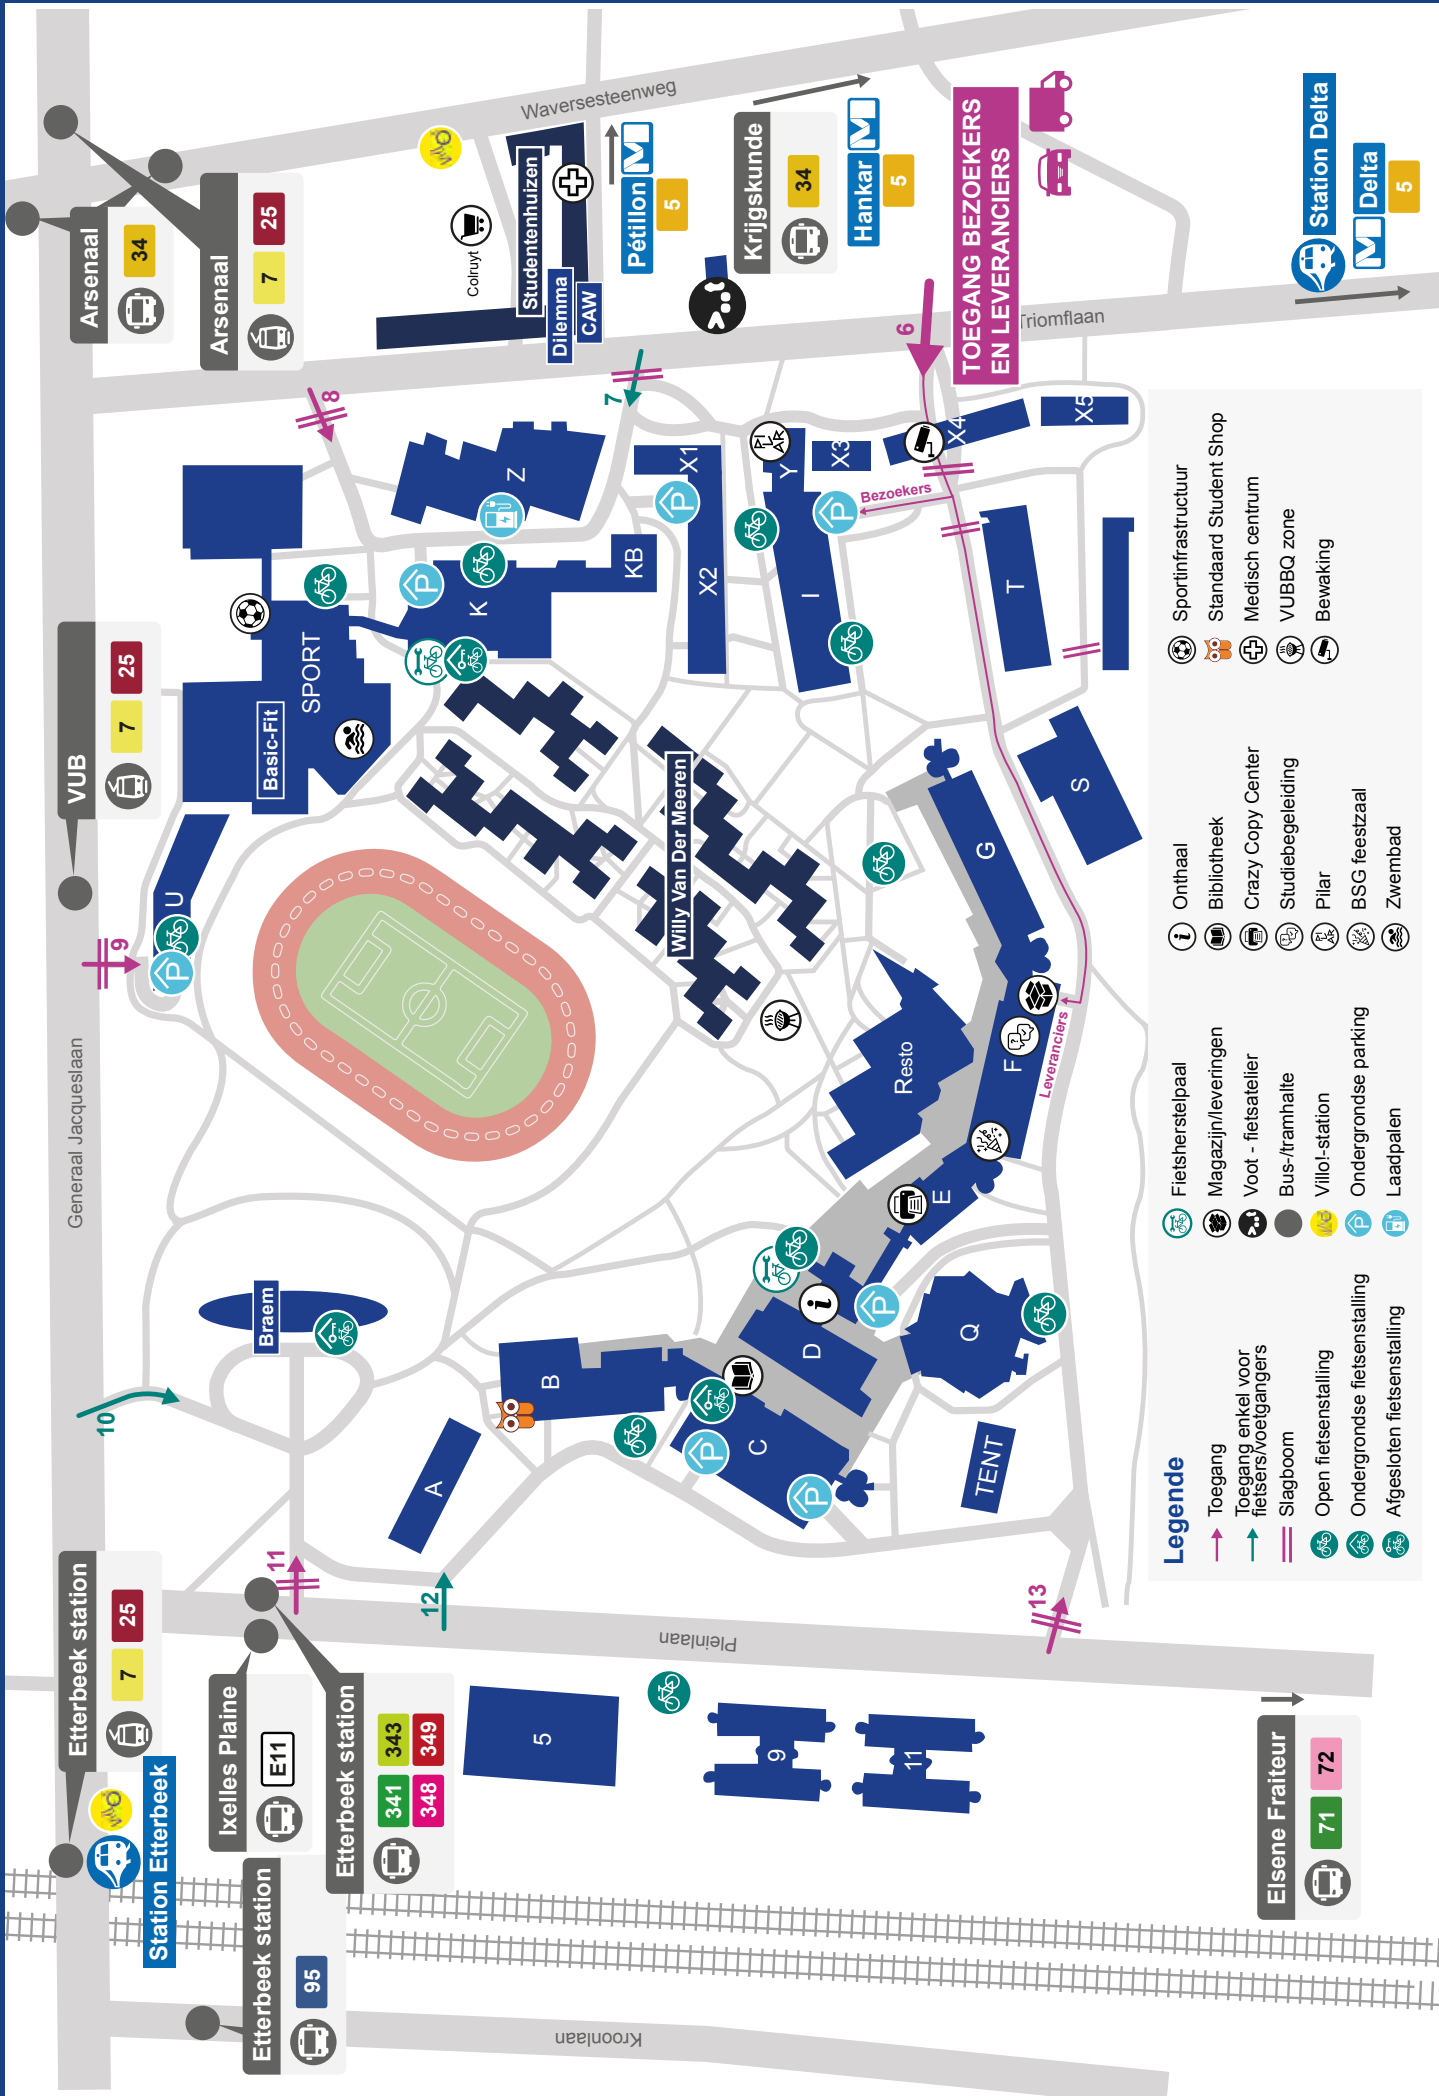 Generaal Jacqueslaan
Waversesteenweg
Triomflaan
Pleinlaan
Kroonlaan
Etterbeek station
7
25
Station Etterbeek
Etterbeek station
95
Ixelles Plaine
E11
Etterbeek station
341
343
348
349
VUB
7
25
Arsenaal
34
Arsenaal
7
25
Colruyt
Studentenhuizen
Dilemma
CAW
Pétillon
M
5
Krijgskunde
34
Hankar
M
5
TOEGANG BEZOEKERS
EN LEVERANCIERS
Station Delta
M
Delta
5
Elsene Fraiteur
71
72
6
7
8
9
10
11
12
13
Braem
U
P
Basic-Fit
SPORT
Z
K
P
KB
X1
P
X2
PILAR
Y
X3
X4
X5
I
P
Bezoekers
T
S
G
Willy Van Der Meeren
Resto
F
Leveranciers
E
i
P
D
Q
B
A
C
P
P
TENT
5
9
11
Legende
Toegang
Toegang enkel voor
fietsers/voetgangers
Slagboom
Open fietsenstalling
Ondergrondse fietsenstalling
Afgesloten fietsenstalling
Fietsherstelpaal
Magazijn/leveringen
Voot - fietsatelier
Bus-/tramhalte
Villo!-station
Ondergrondse parking
Laadpalen
Onthaal
Bibliotheek
Crazy Copy Center
Studiebegeleiding
Pilar
BSG feestzaal
Zwembad
Sportinfrastructuur
Standard Student Shop
Medisch centrum
VUBBQ zone
Bewaking